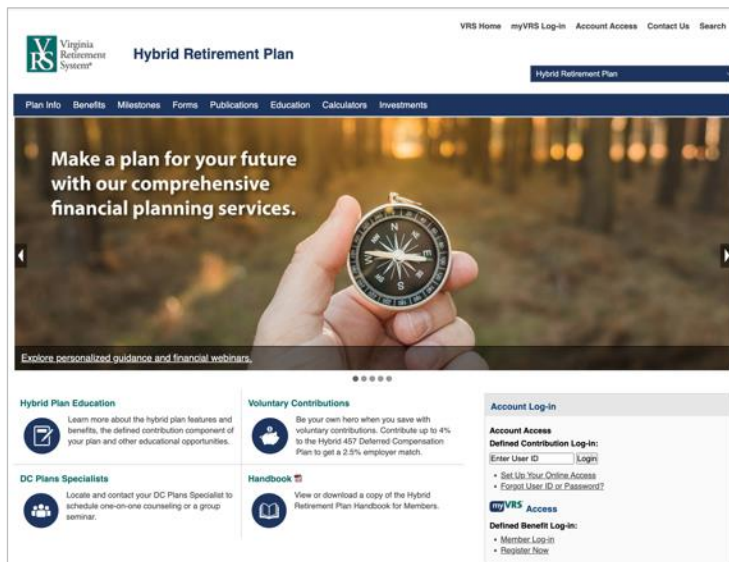 VRS Home myVRS Log-in Account Access Contact Us Search
VRS
Virginia
Retirement
System®
Hybrid Retirement Plan
Hybrid Retirement Plan
Plan Info Benefits Milestones Forms Publications Education Calculators Investments
Make a plan for your future
with our comprehensive
financial planning services.
N
NE
E
S
W
NW
Explore personalized guidance and financial webinars.
Hybrid Plan Education
Learn more about the hybrid plan features and
benefits, the defined contribution component of
your plan and other educational opportunities.
Voluntary Contributions
Be your own hero when you save with
voluntary contributions. Contribute up to 4%
to the Hybrid 457 Deferred Compensation
Plan to get a 2.5% employer match.
DC Plans Specialists
Locate and contact your DC Plans Specialist to
schedule one-on-one counseling or a group
seminar.
Handbook
View or download a copy of the Hybrid
Retirement Plan Handbook for Members.
Account Log-in
Account Access
Defined Contribution Log-in:
Enter User ID Login
• Set Up Your Online Access
• Forgot User ID or Password?
myVRS Access
Defined Benefit Log-in:
• Member Log-in
• Register Now